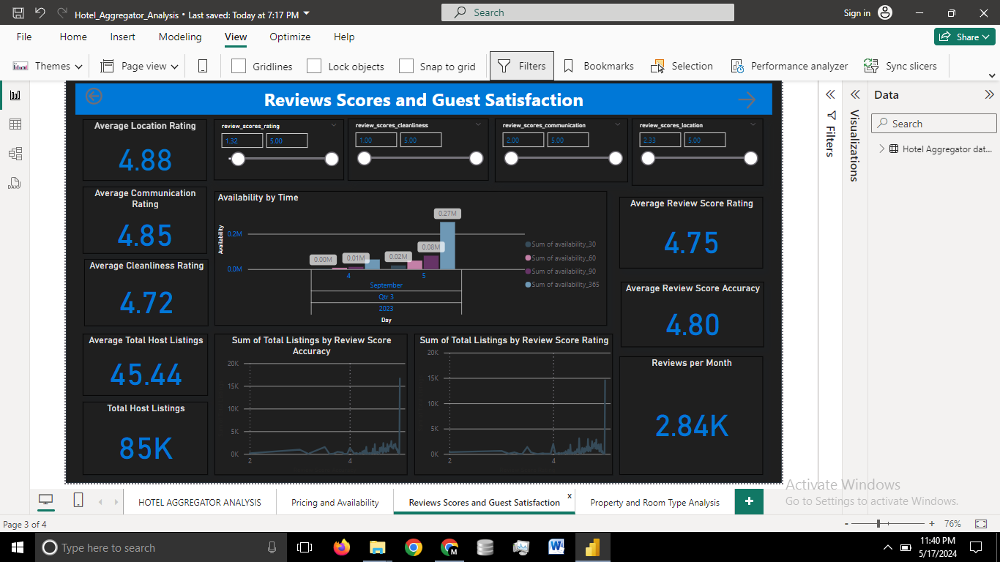 Hotel_Aggregator_Analysis • Last saved: Today at 7:17 PM
Search
Sign in
File Home Insert Modeling View Optimize Help
Share
Themes
Page view
Gridlines
Lock objects
Snap to grid
Filters
Bookmarks
Selection
Performance analyzer
Sync slicers
Reviews Scores and Guest Satisfaction
Average Location Rating
4.88
review_scores_rating
1.32 5.00
review_scores_cleanliness
1.00 5.00
review_scores_communication
2.00 5.00
review_scores_location
2.33 5.00
Average Communication
Rating
4.85
Availability by Time
Availability
0.2M
0.0M
0.00M
0.01M
0.02M
0.08M
0.27M
4 5
September
Qtr 3
2023
Day
Sum of availability_30
Sum of availability_60
Sum of availability_90
Sum of availability_365
Average Review Score Rating
4.75
Average Cleanliness Rating
4.72
Average Review Score Accuracy
4.80
Average Total Host Listings
45.44
Sum of Total Listings by Review Score
Accuracy
20K
15K
10K
5K
0K
2 4
Sum of Total Listings by Review Score Rating
20K
15K
10K
5K
0K
2 4
Reviews per Month
2.84K
Total Host Listings
85K
Filters
Visualizations
Data
Search
Hotel Aggregator dat...
DAX
Activate Windows
Go to Settings to activate Windows.
HOTEL AGGREGATOR ANALYSIS
Pricing and Availability
Reviews Scores and Guest Satisfaction
x
Property and Room Type Analysis
+
Page 3 of 4
- + 76%
Type here to search
M
W
11:40 PM
5/17/2024